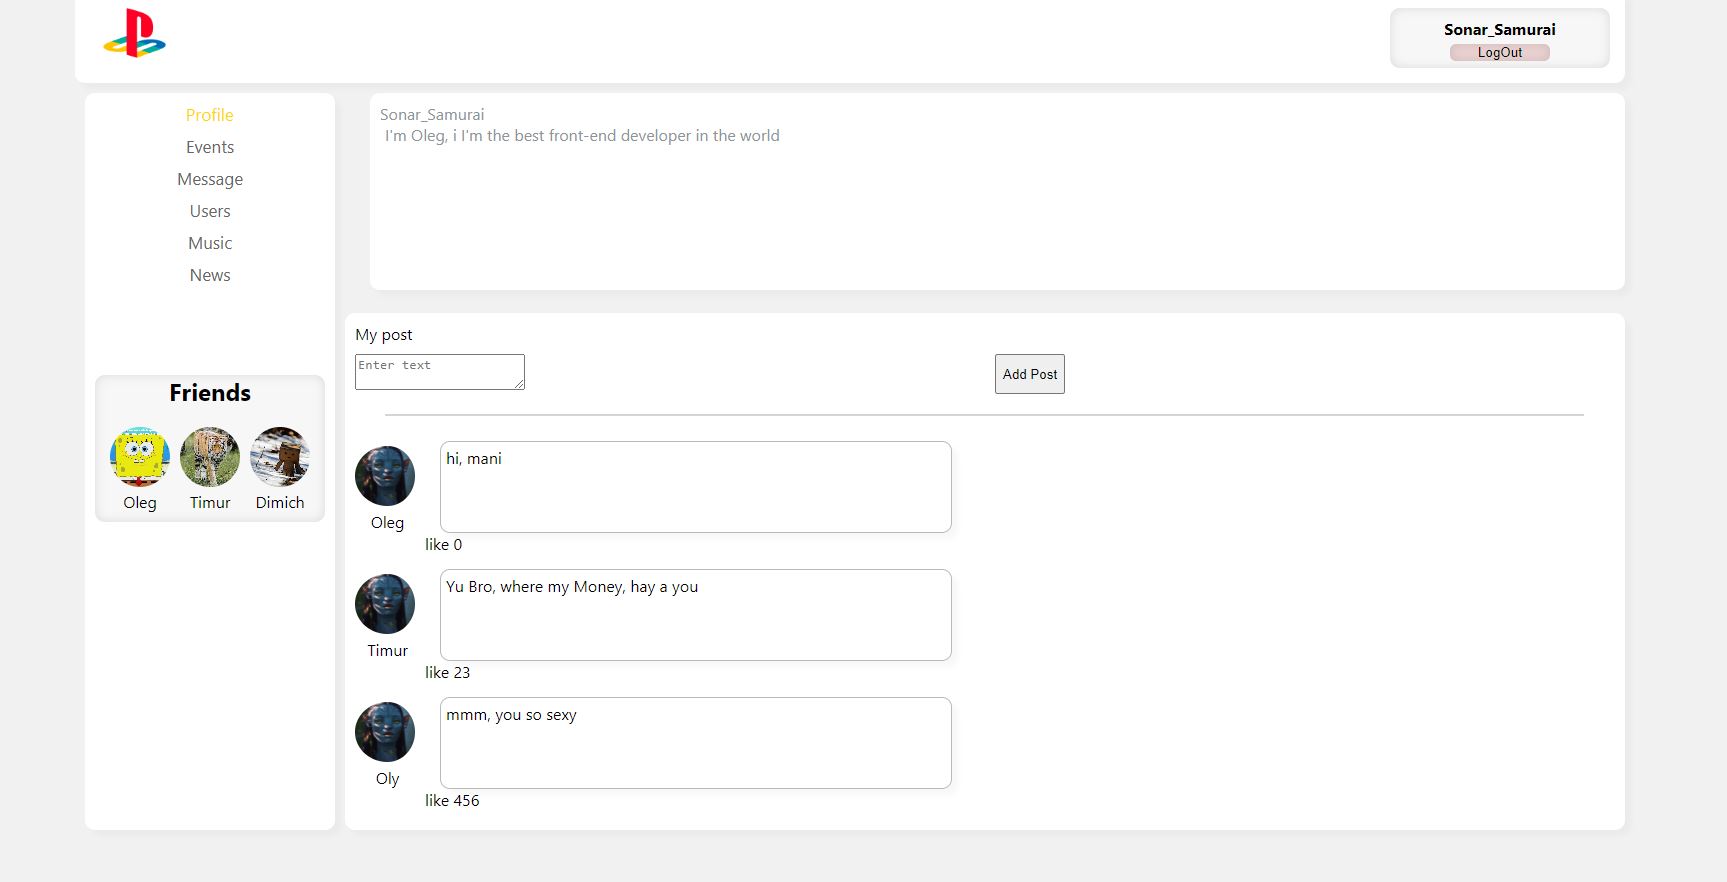 Sonar_Samurai
LogOut
Profile
Events
Message
Users
Music
News
Friends
Oleg
Timur
Dimich
Sonar_Samurai
I'm Oleg, i I'm the best front-end developer in the world
My post
Enter text
Add Post
hi, mani
Oleg
like 0
Yu Bro, where my Money, hay a you
Timur
like 23
mmm, you so sexy
Oly
like 456